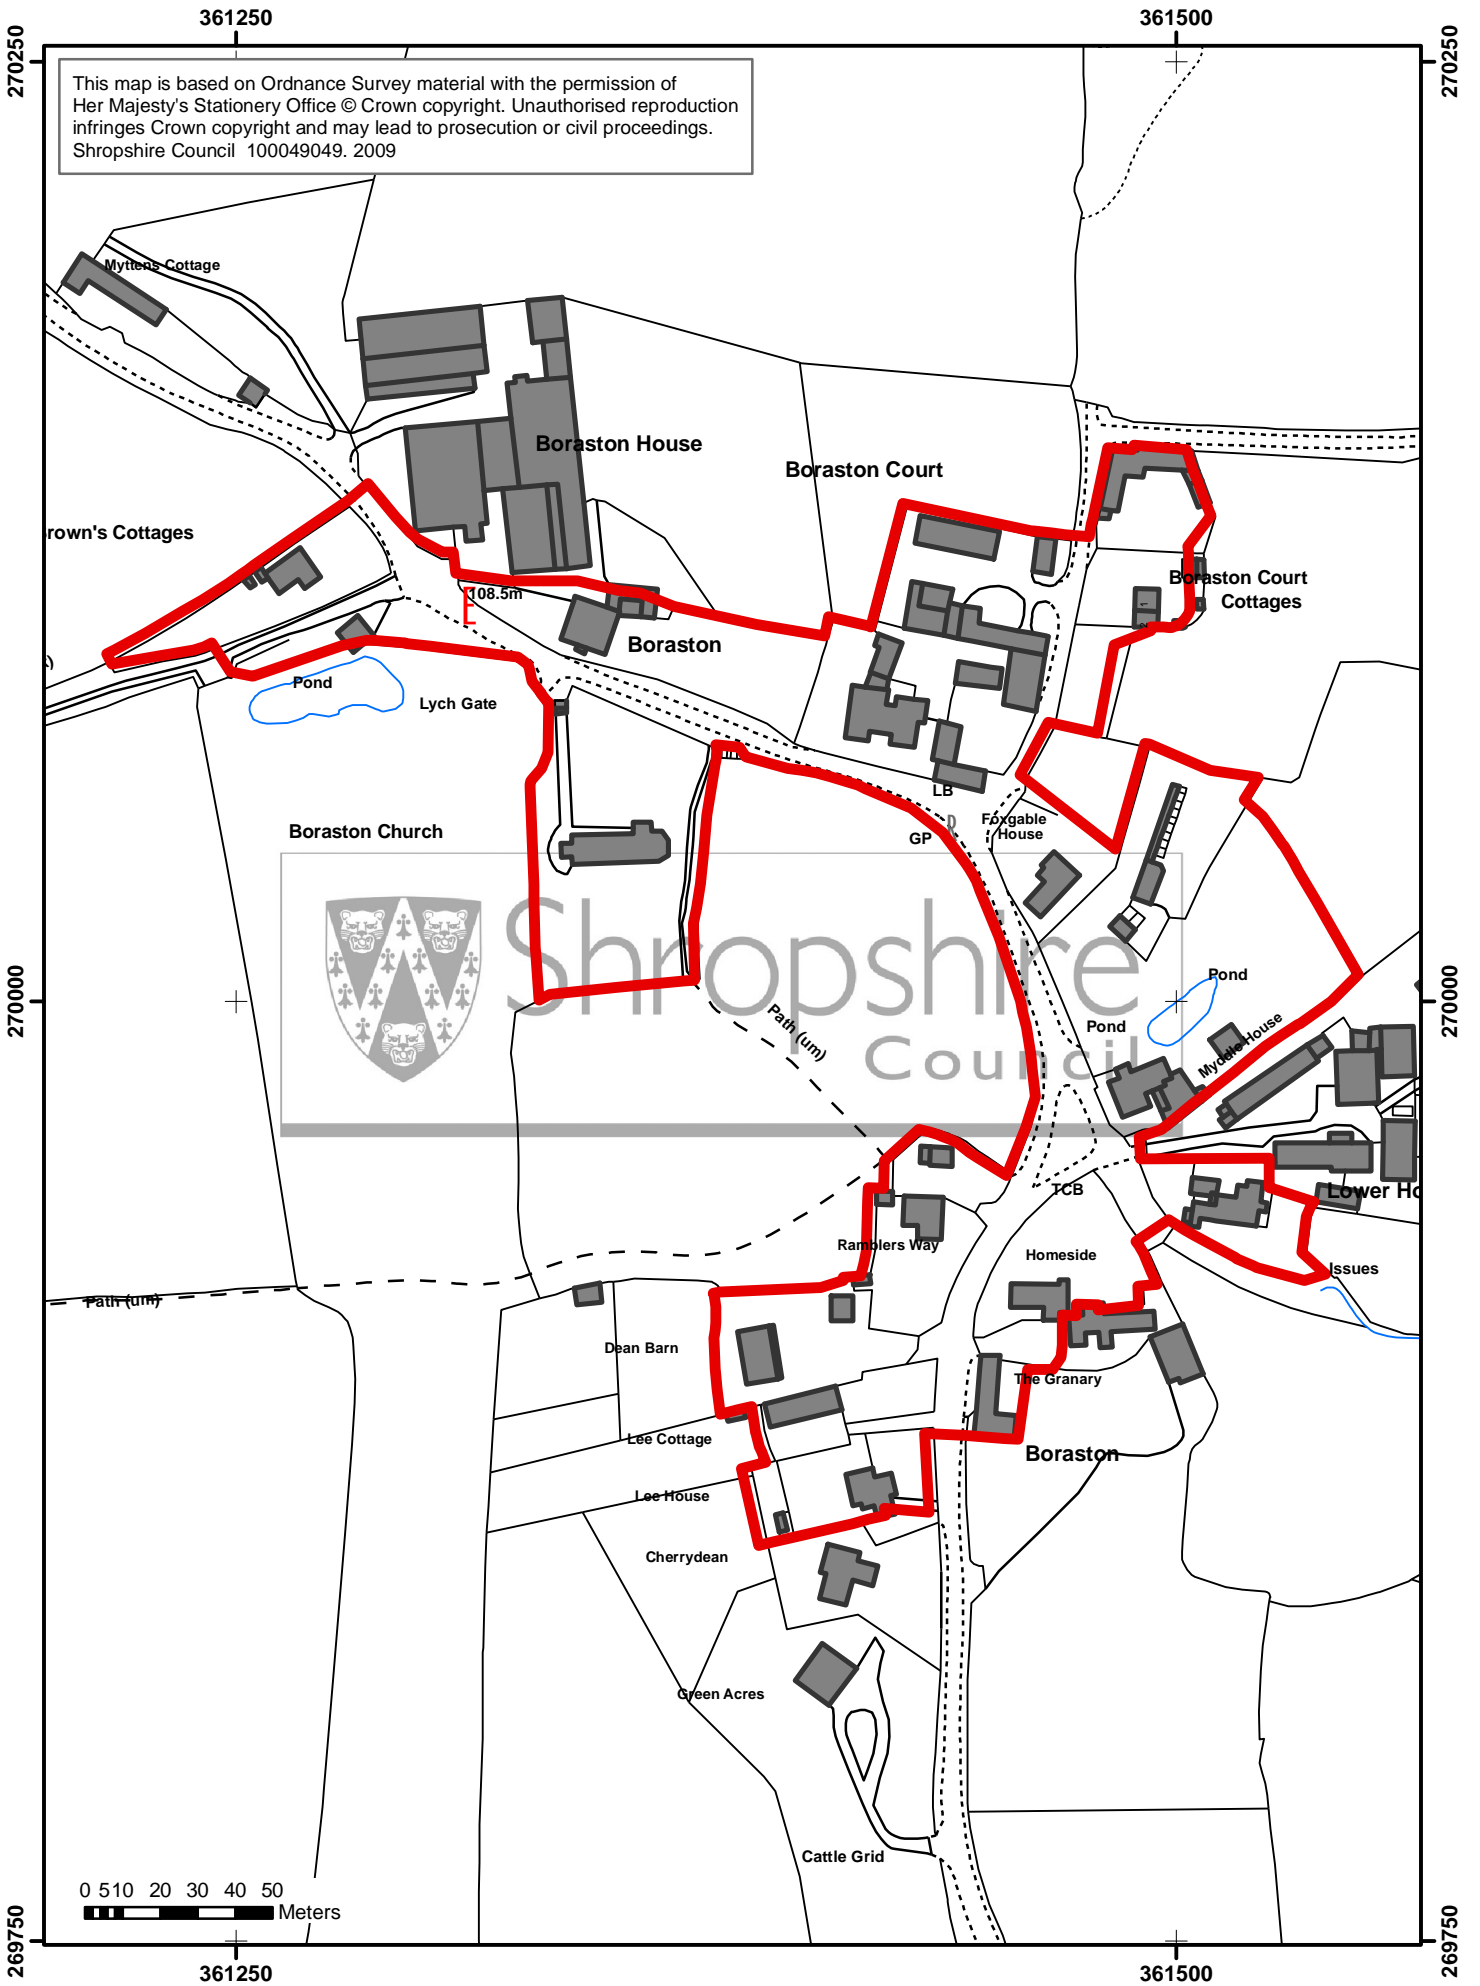 361250
361500
270250
270250
This map is based on Ordnance Survey material with the permission of
Her Majesty's Stationery Office © Crown copyright. Unauthorised reproduction
infringes Crown copyright and may lead to prosecution or civil proceedings.
Shropshire Council 100049049. 2009
Myttens Cottage
Boraston House
Boraston Court
rown's Cottages
Boraston Court
Cottages
1
2
108.5m
Boraston
Pond
Lych Gate
LB
Foxgable
House
GP
Boraston Church
Shropshire
Council
Pond
Pond
270000
270000
Path (um)
Myddle House
TCB
Lower Ho
Ramblers Way
Homeside
Issues
Path (um)
Dean Barn
The Granary
Lee Cottage
Boraston
Lee House
Cherrydean
Green Acres
Cattle Grid
0 5 10 20 30 40 50
Meters
269750
269750
361250
361500